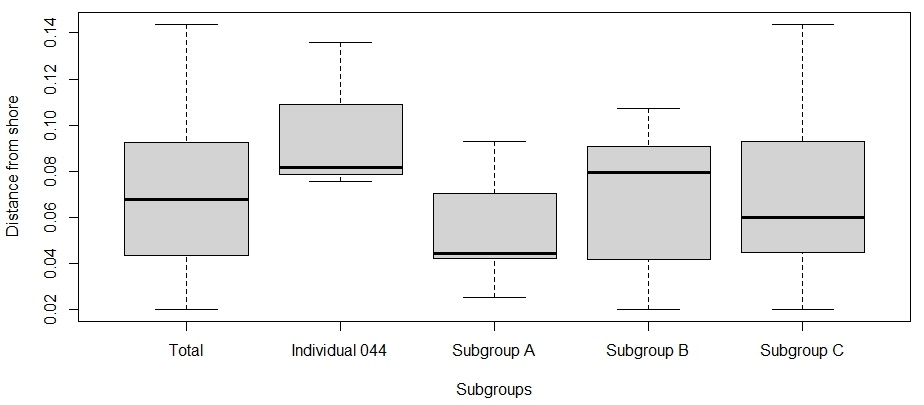 Distance from shore
0.14
0.12
0.10
0.08
0.06
0.04
0.02
Total Individual 044 Subgroup A Subgroup B Subgroup C
Subgroups